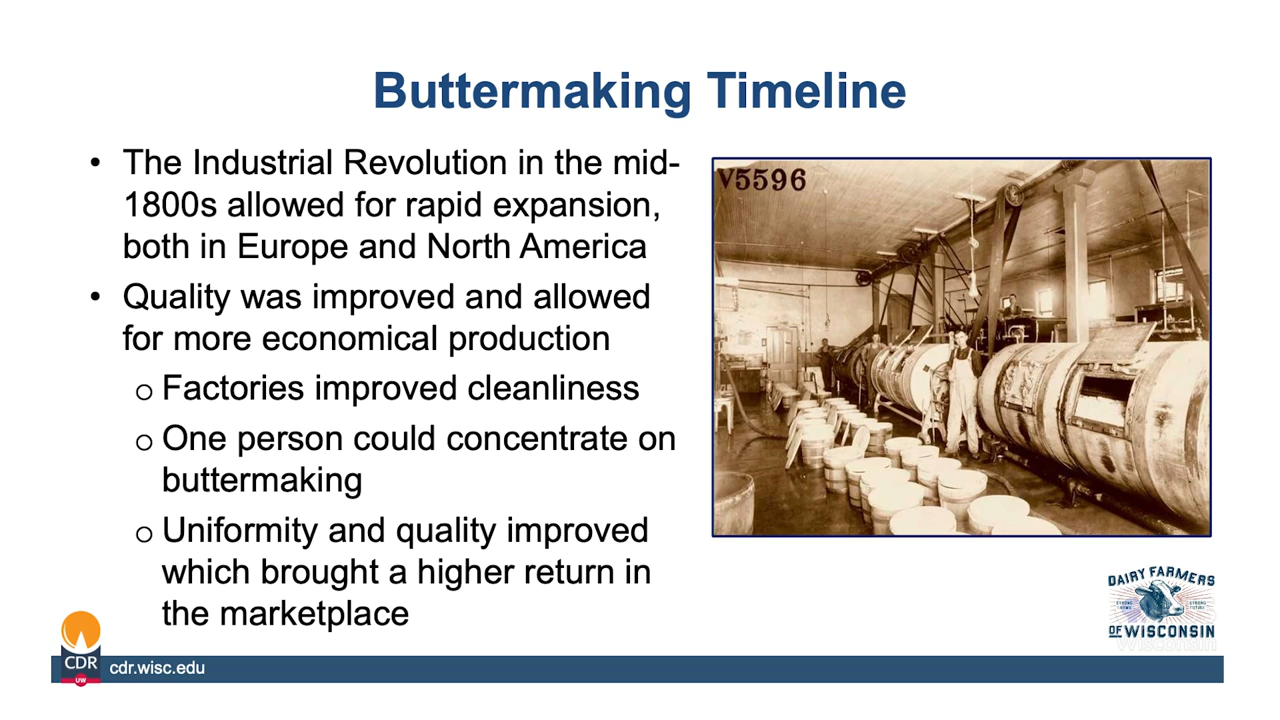 Buttermaking Timeline
• The Industrial Revolution in the mid-
1800s allowed for rapid expansion,
both in Europe and North America
• Quality was improved and allowed
for more economical production
o Factories improved cleanliness
o One person could concentrate on
buttermaking
o Uniformity and quality improved
which brought a higher return in
the marketplace
V5596
DAIRY FARMERS
OF WISCONSIN
CDR
UW
cdr.wisc.edu